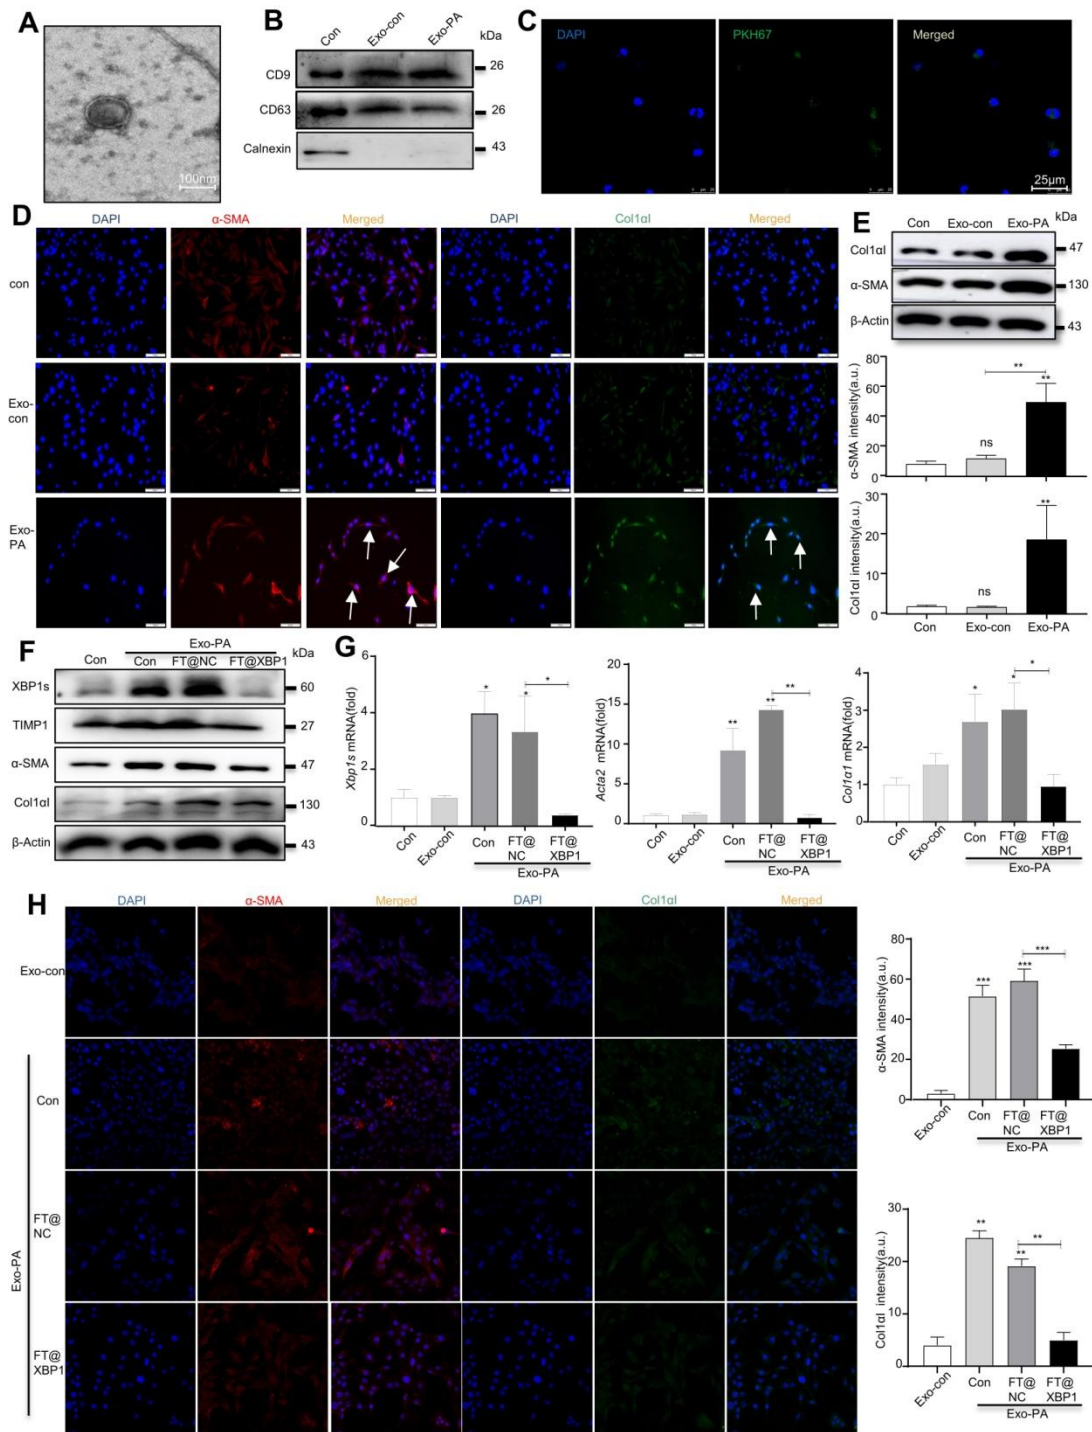 A
100nm
B
Con Exo-con Exo-PA kDa
CD9 26
CD63 26
Calnexin 43
C
DAPI PKH67 Merged
25μm
D
DAPI α-SMA Merged DAPI Col1αI Merged
con
Exo-
con
Exo-
PA
E
Con Exo-con Exo-PA kDa
Col1αI 47
α-SMA 130
β-Actin 43
α-SMA intensity(a.u.)
80
60
40
20
0
ns
**
**
Col1αI intensity(a.u.)
30
20
10
0
ns
**
Con Exo-con Exo-PA
F
Exo-PA
Con Con FT@NC FT@XBP1 kDa
XBP1s 60
TIMP1 27
α-SMA 47
Col1αI 130
β-Actin 43
G
Xbp1s mRNA(fold)
6
4
2
0
*
*
*
Con Exo-con Con FT@ NC FT@ XBP1
Exo-PA
Acta2 mRNA(fold)
20
15
10
5
0
**
**
**
Con Exo-con Con FT@ NC FT@ XBP1
Exo-PA
Col1α1 mRNA(fold)
4
3
2
1
0
*
*
*
Con Exo-con Con FT@ NC FT@ XBP1
Exo-PA
H
DAPI α-SMA Merged DAPI Col1αI Merged
Exo-con
Con
FT@
NC
FT@
XBP1
Exo-PA
α-SMA intensity(a.u.)
80
60
40
20
0
***
***
***
Exo-con Con FT@ NC FT@ XBP1
Exo-PA
Col1αI intensity(a.u.)
30
20
10
0
**
**
**
Exo-con Con FT@ NC FT@ XBP1
Exo-PA